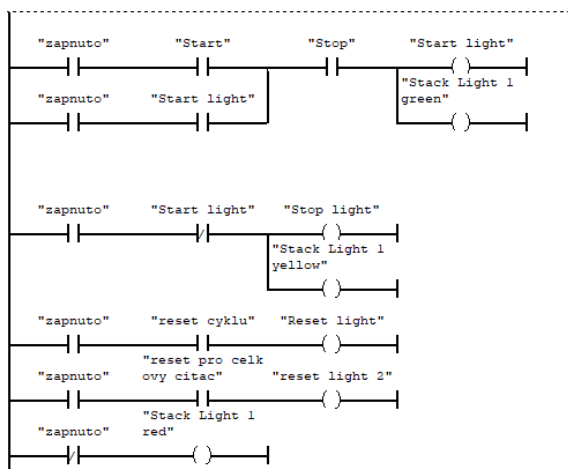 "zapnuto" "Start" "Stop" "Start light"
"Stack Light 1
green"
"zapnuto" "Start light"
"zapnuto" "Start light" "Stop light"
"Stack Light 1
yellow"
"zapnuto" "reset cyklu" "Reset light"
"reset pro celk
"zapnuto" ovy citac" "reset light 2"
"Stack Light 1
"zapnuto" red"